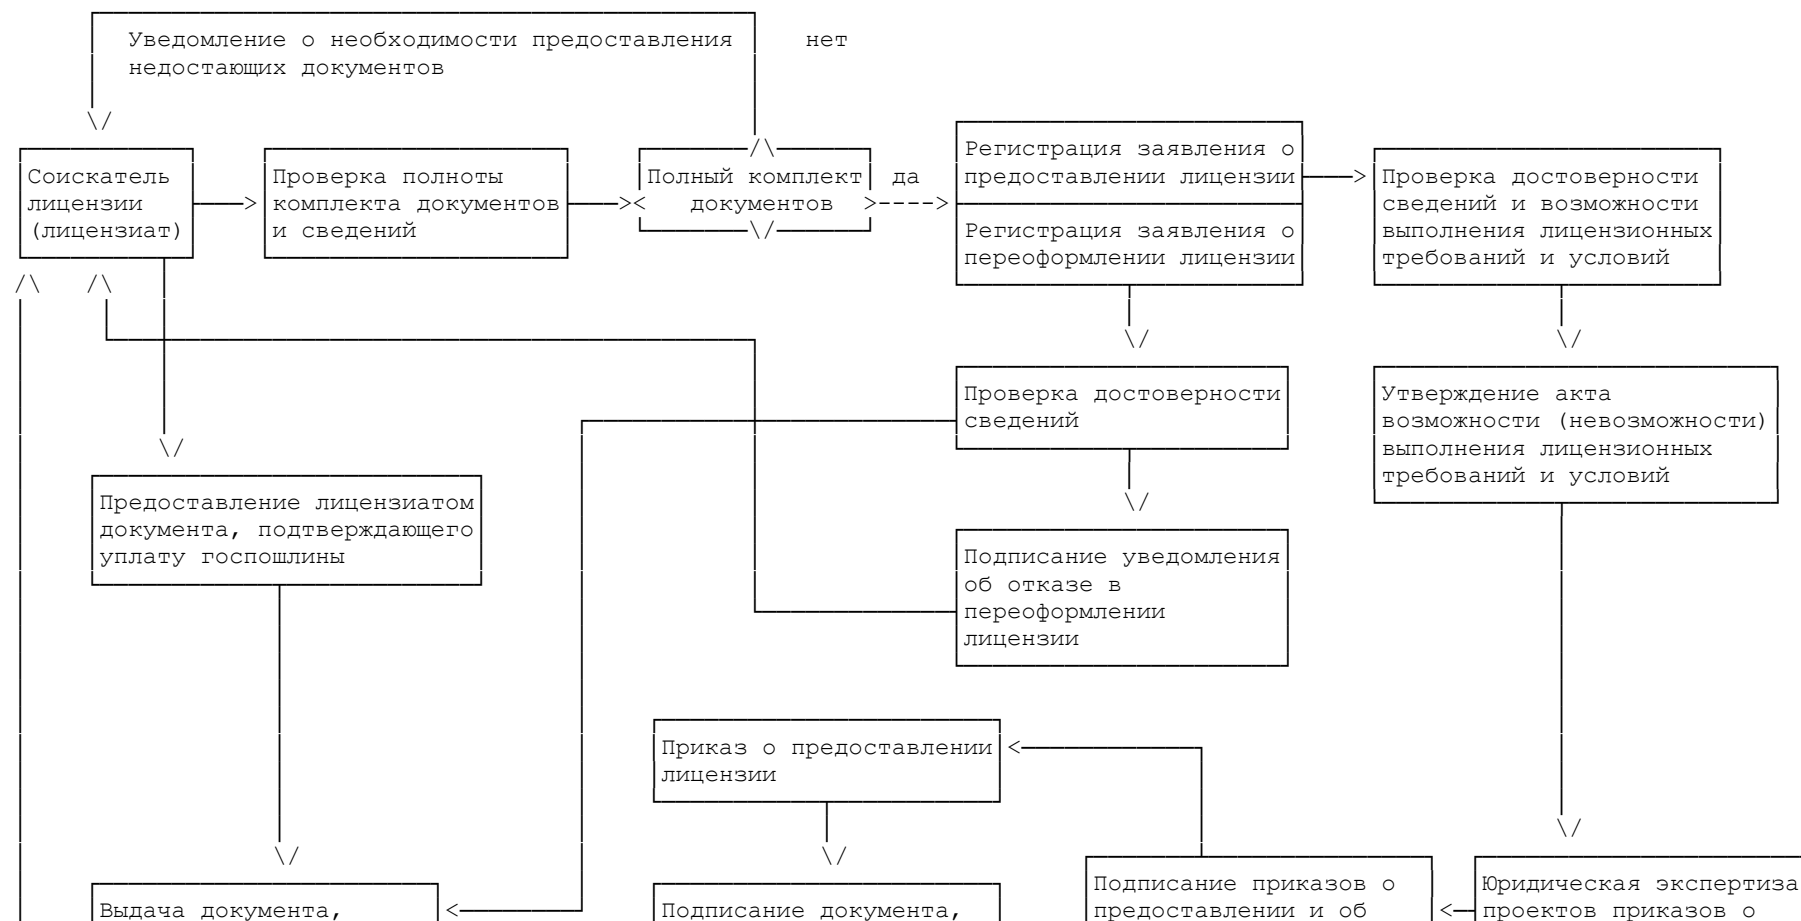 Уведомление о необходимости предоставления
недостающих документов
нет
Соискатель
лицензии
(лицензиат)
Проверка полноты
комплекта документов
и сведений
Полный комплект
документов
да
Регистрация заявления о
предоставлении лицензии
Регистрация заявления о
переоформлении лицензии
Проверка достоверности
сведений и возможности
выполнения лицензионных
требований и условий
Проверка достоверности
сведений
Утверждение акта
возможности (невозможности)
выполнения лицензионных
требований и условий
Предоставление лицензиатом
документа, подтверждающего
уплату госпошлины
Подписание уведомления
об отказе в
переоформлении
лицензии
Приказ о предоставлении
лицензии
Выдача документа,
Подписание документа,
Подписание приказов о
предоставлении и об
Юридическая экспертиза
проектов приказов о